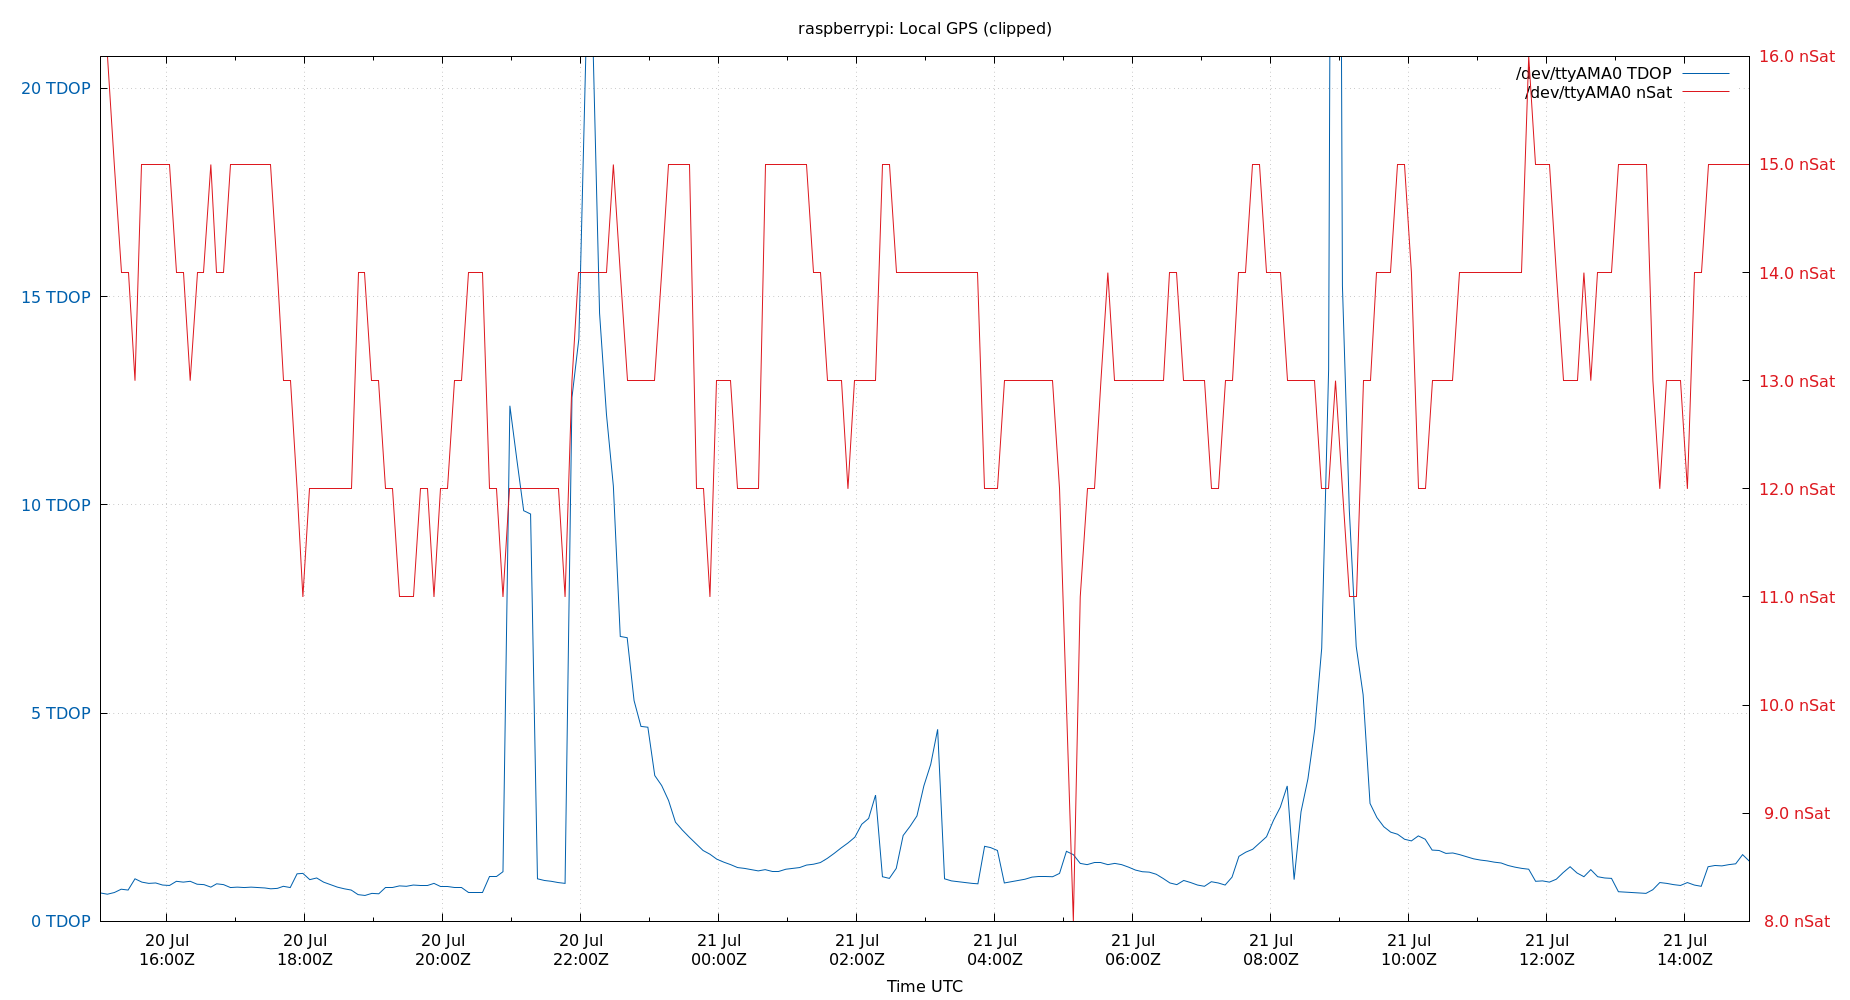 raspberrypi: Local GPS (clipped)
16.0 nSat
/dev/ttyAMA0 TDOP
20 TDOP
/dev/ttyAMA0 nSat
15.0 nSat
14.0 nSat
15 TDOP
13.0 nSat
12.0 nSat
10 TDOP
11.0 nSat
10.0 nSat
5 TDOP
9.0 nSat
0 TDOP
8.0 nSat
20 Jul 20 Jul 20 Jul 20 Jul 21 Jul 21 Jul 21 Jul 21 Jul 21 Jul 21 Jul 21 Jul 21 Jul
16:00Z 18:00Z 20:00Z 22:00Z 00:00Z 02:00Z 04:00Z 06:00Z 08:00Z 10:00Z 12:00Z 14:00Z
Time UTC